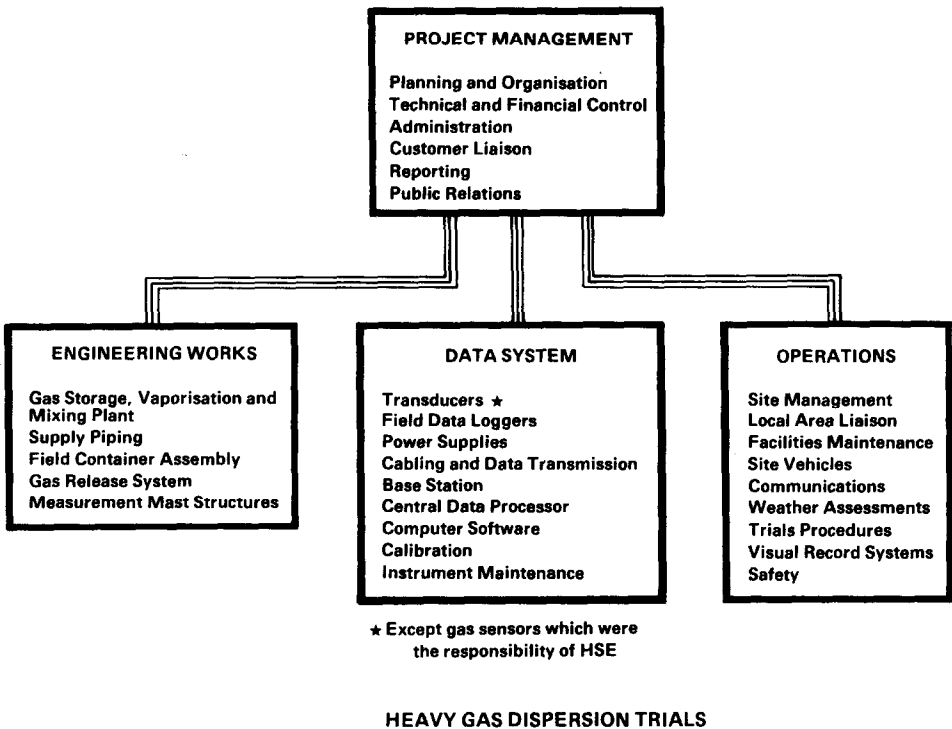 PROJECT MANAGEMENT
Planning and Organisation
Technical and Financial Control
Administration
Customer Liaison
Reporting
Public Relations
ENGINEERING WORKS
Gas Storage, Vaporisation and
Mixing Plant
Supply Piping
Field Container Assembly
Gas Release System
Measurement Mast Structures
DATA SYSTEM
Transducers ★
Field Data Loggers
Power Supplies
Cabling and Data Transmission
Base Station
Central Data Processor
Computer Software
Calibration
Instrument Maintenance
OPERATIONS
Site Management
Local Area Liaison
Facilities Maintenance
Site Vehicles
Communications
Weather Assessments
Trials Procedures
Visual Record Systems
Safety
★ Except gas sensors which were
the responsibility of HSE
HEAVY GAS DISPERSION TRIALS